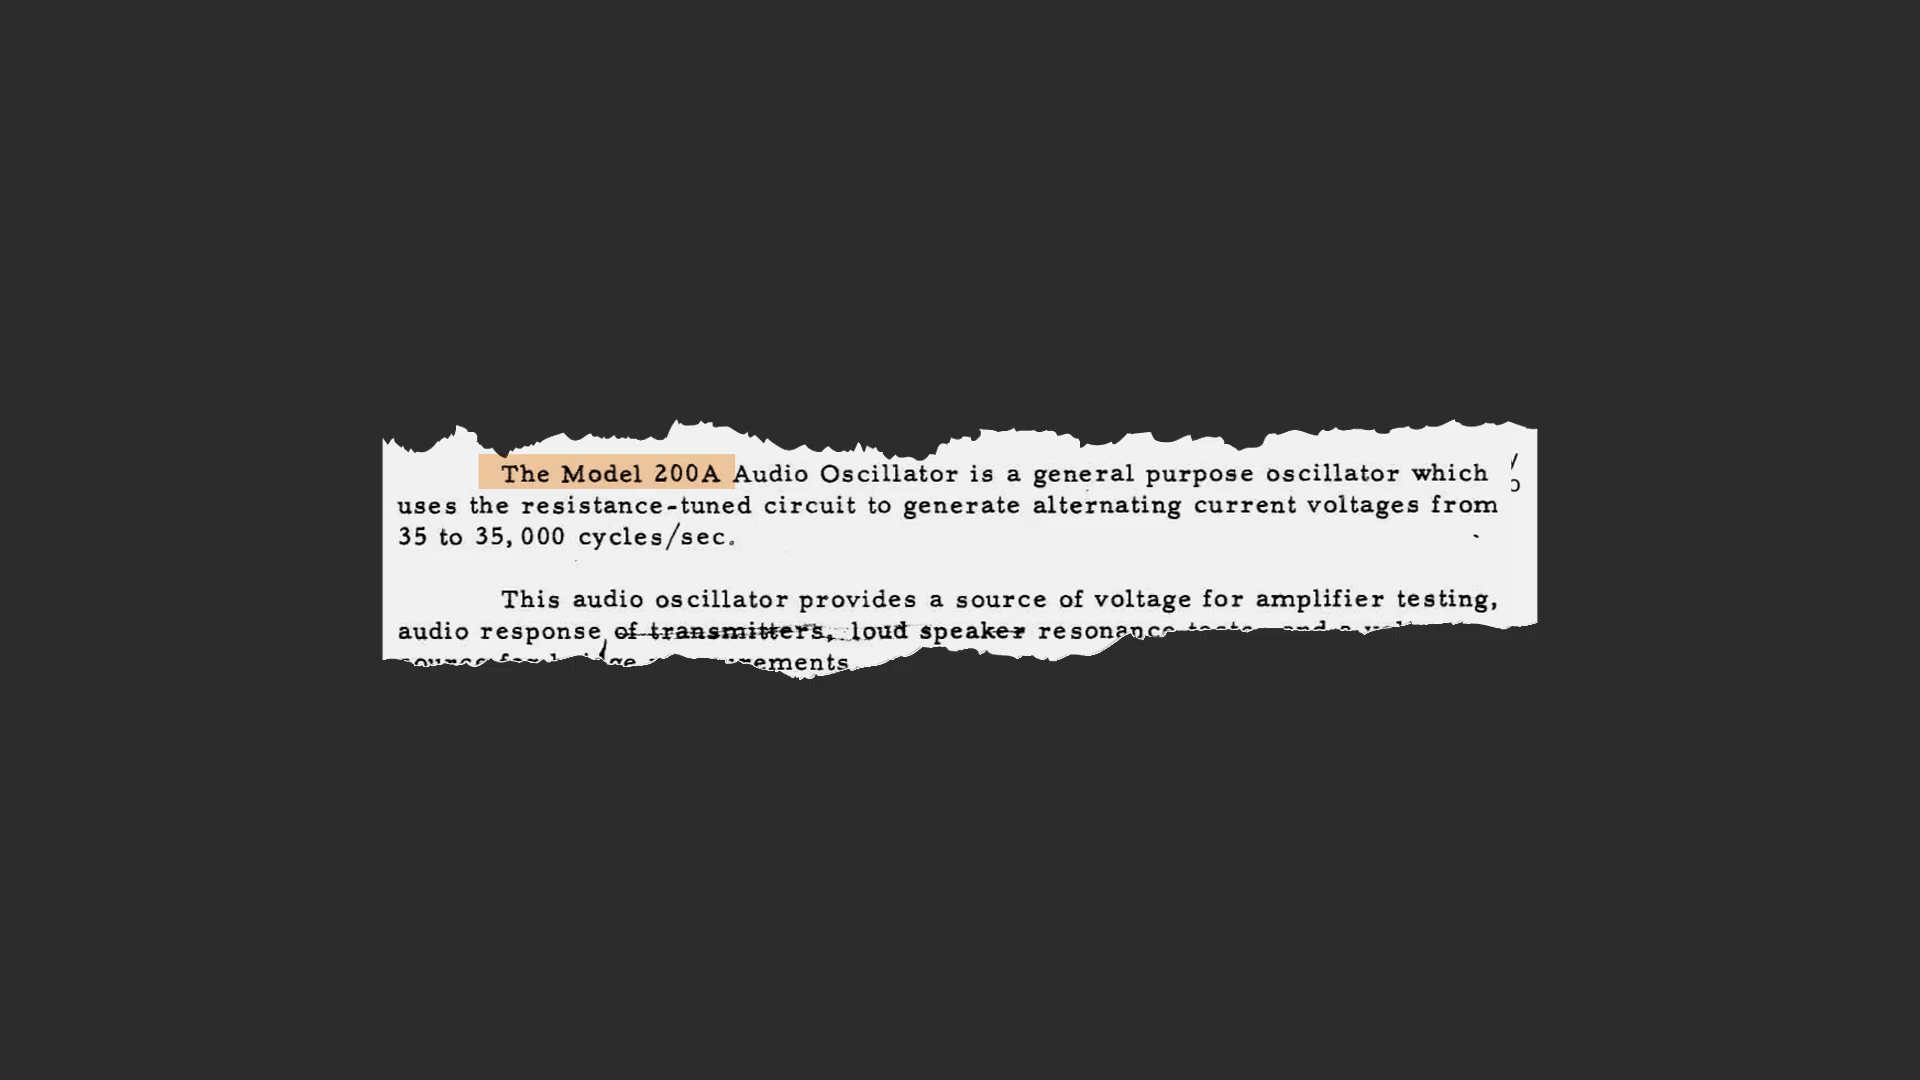 The Model 200A Audio Oscillator is a general purpose oscillator which
uses the resistance-tuned circuit to generate alternating current voltages from
35 to 35,000 cycles/sec.
This audio oscillator provides a source of voltage for amplifier testing,
audio response of transmitters, loud speaker resonance